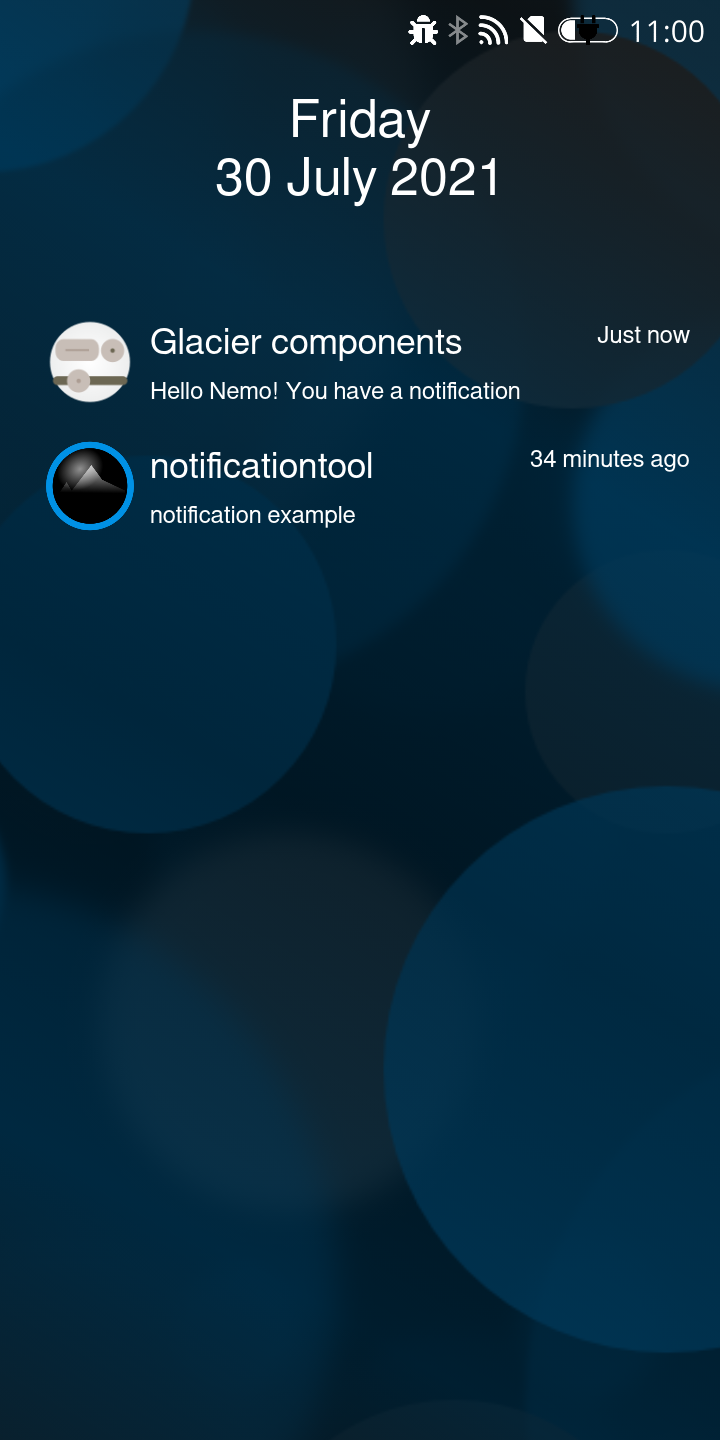 11:00
Friday
30 July 2021
Glacier components
Just now
Hello Nemo! You have a notification
notificationtool
34 minutes ago
notification example